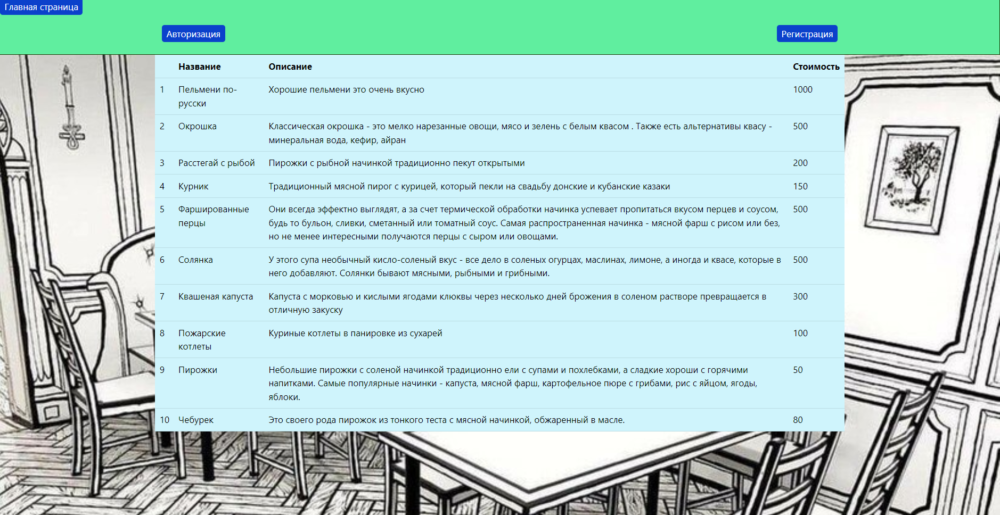 Главная страница
Авторизация
Регистрация
Название Описание Стоимость
1 Пельмени по- Хорошие пельмени это очень вкусно 1000
русски
2 Окрошка Классическая окрошка - это мелко нарезанные овощи, мясо и зелень с белым квасом . Также есть альтернативы квасу - 500
минеральная вода, кефир, айран
3 Расстегай с рыбой Пирожки с рыбной начинкой традиционно пекут открытыми 200
4 Курник Традиционный мясной пирог с курицей, который пекли на свадьбу донские и кубанские казаки 150
5 Фаршированные Они всегда эффектно выглядят, а за счет термической обработки начинка успевает пропитаться вкусом перцев и соусом, 500
перцы будь то бульон, сливки, сметанный или томатный соус. Самая распространенная начинка - мясной фарш с рисом или без,
но не менее интересными получаются перцы с сыром или овощами.
6 Солянка У этого супа необычный кисло-соленый вкус - все дело в соленых огурцах, маслинах, лимоне, а иногда и квасе, которые в 500
него добавляют. Солянки бывают мясными, рыбными и грибными.
7 Квашеная капуста Капуста с морковью и кислыми ягодами клюквы через несколько дней брожения в соленом растворе превращается в 300
отличную закуску
8 Пожарские Куриные котлеты в панировке из сухарей 100
котлеты
9 Пирожки Небольшие пирожки с соленой начинкой традиционно ели с супами и похлебками, а сладкие хороши с горячими 50
напитками. Самые популярные начинки - капуста, мясной фарш, картофельное пюре с грибами, рис с яйцом, ягоды,
яблоки.
10 Чебурек Это своего рода пирожок из тонкого теста с мясной начинкой, обжаренный в масле. 80